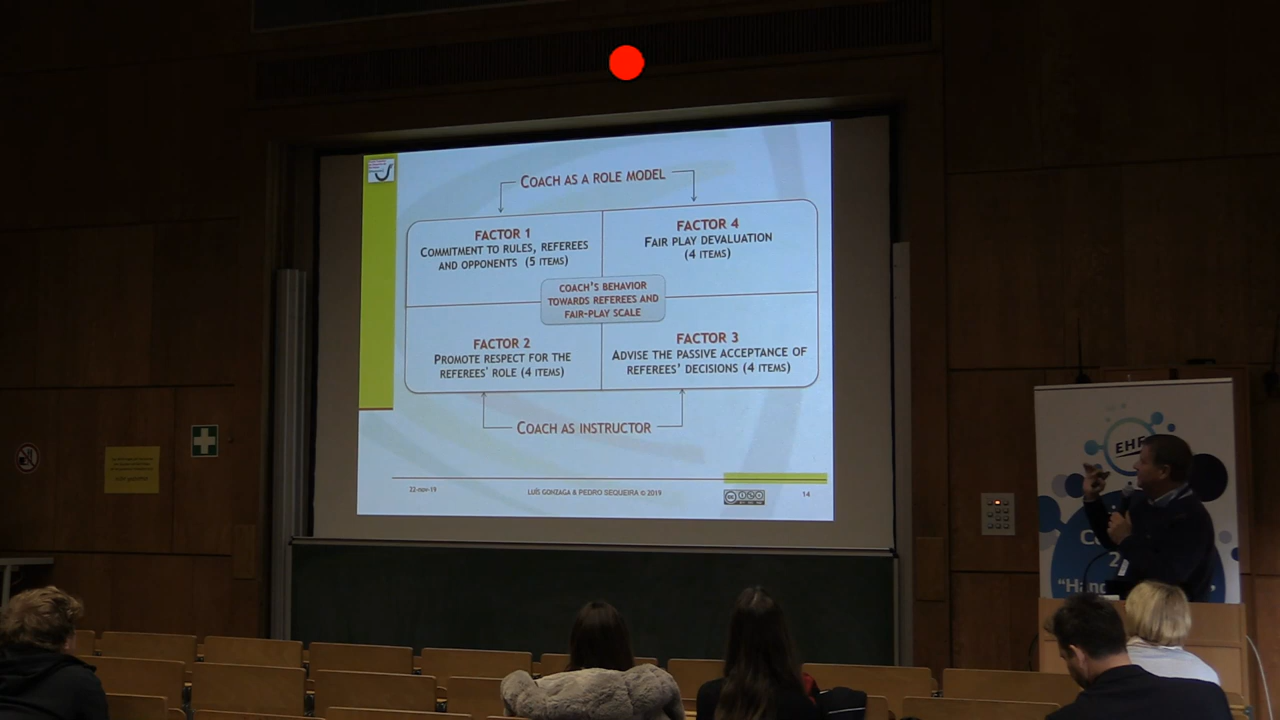 COACH AS A ROLE MODEL
FACTOR 1
COMMITMENT TO RULES, REFEREES
AND OPPONENTS (5 ITEMS)
FACTOR 4
FAIR PLAY DEVALUATION
(4 ITEMS)
COACH'S BEHAVIOR
TOWARDS REFEREES AND
FAIR-PLAY SCALE
FACTOR 2
PROMOTE RESPECT FOR THE
REFEREES' ROLE (4 ITEMS)
FACTOR 3
ADVISE THE PASSIVE ACCEPTANCE OF
REFEREES' DECISIONS (4 ITEMS)
COACH AS INSTRUCTOR
22-nov-19
LUÍS GONZAGA & PEDRO SEQUEIRA © 2019
14
EHF
2
"Han